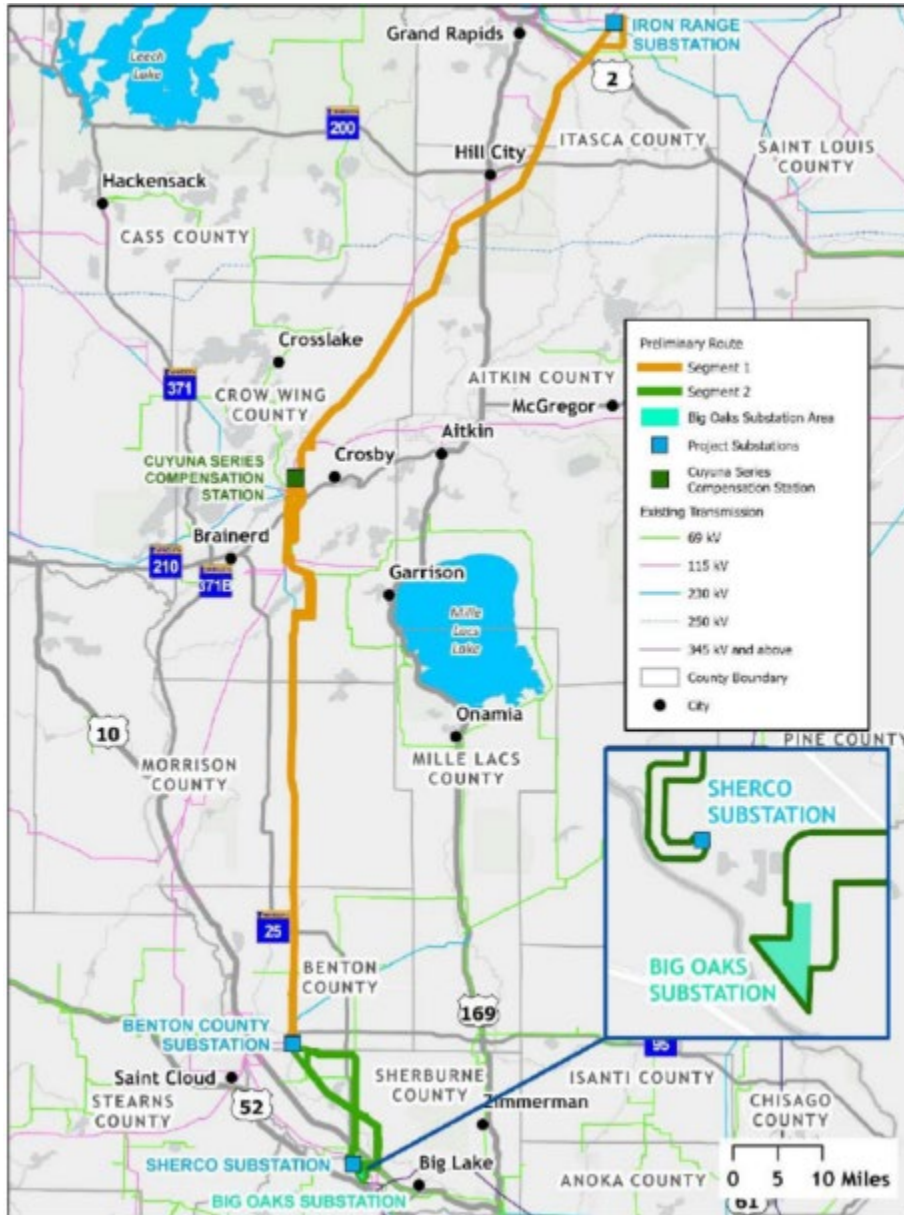 Grand Rapids
IRON RANGE
SUBSTATION
Leech
Lake
2
200
ITASCA COUNTY
SAINT LOUIS
COUNTY
Hill City
Hackensack
CASS COUNTY
Crosslake
371
CROW WING
COUNTY
AITKIN COUNTY
McGregor
Aitkin
Crosby
CUYUNA SERIES
COMPENSATION
STATION
Brainerd
210
371B
Garrison
Mille
Lacs
Lake
Onamia
10
MORRISON
COUNTY
MILLE LACS
COUNTY
PINE COUNTY
Preliminary Route
Segment 1
Segment 2
Big Oaks Substation Area
Project Substations
Cuyuna Series
Compensation Station
Existing Transmission
69 kV
115 kV
230 kV
250 kV
345 kV and above
County Boundary
City
SHERCO
SUBSTATION
BIG OAKS
SUBSTATION
25
BENTON
COUNTY
169
BENTON COUNTY
SUBSTATION
95
Saint Cloud
STEARNS
COUNTY
52
SHERBURNE
COUNTY
ISANTI COUNTY
CHISAGO
COUNTY
Zimmerman
SHERCO SUBSTATION
Big Lake
BIG OAKS SUBSTATION
ANOKA COUNTY
0 5 10 Miles
61